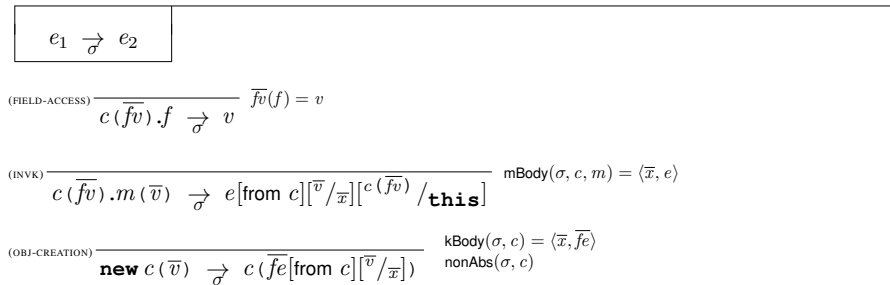 e₁ →σ e₂
(FIELD-ACCESS) c(f̅v̅).f →σ v f̅v̅(f) = v
(INVK) c(f̅v̅).m(v̅) →σ e[from c][v̅/x̅][c(f̅v̅)/this] mBody(σ, c, m) = ⟨x̅, e⟩
(OBJ-CREATION) new c(v̅) →σ c(f̅e̅[from c][v̅/x̅]) kBody(σ, c) = ⟨x̅, f̅e̅⟩
nonAbs(σ, c)